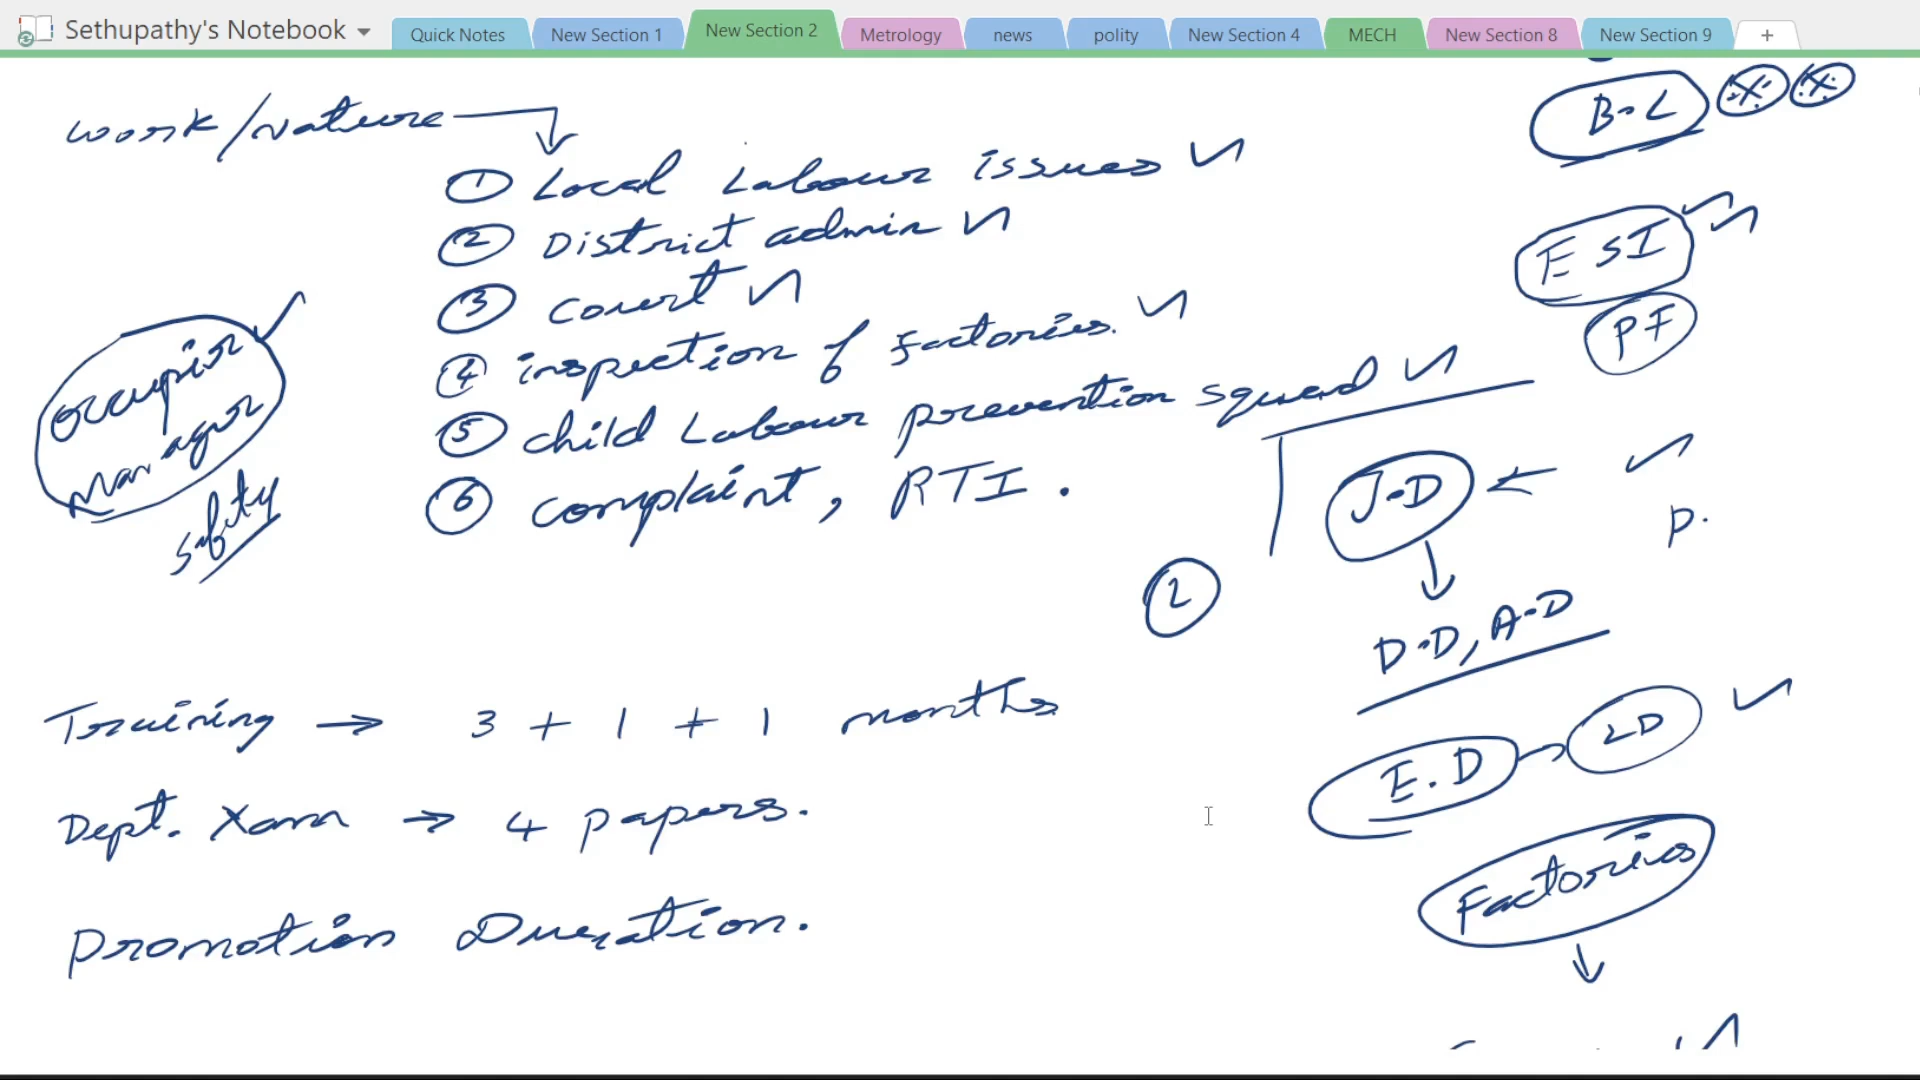 Sethupathy's Notebook
Quick Notes
New Section 1
New Section 2
Metrology
news
polity
New Section 4
MECH
New Section 8
New Section 9
+
work/nature
① Local Labour issues
② District admin
③ court
④ inspection of factories.
⑤ child Labour prevention squad
⑥ complaint, RTI.
occupier
manager
safty
Training → 3 + 1 + 1 months
Dept. Xam → 4 papers.
Promotion Duration.
B.L
ESI
PF
J.D
P.
2
D.D, A.D
E.D → LD
Factories